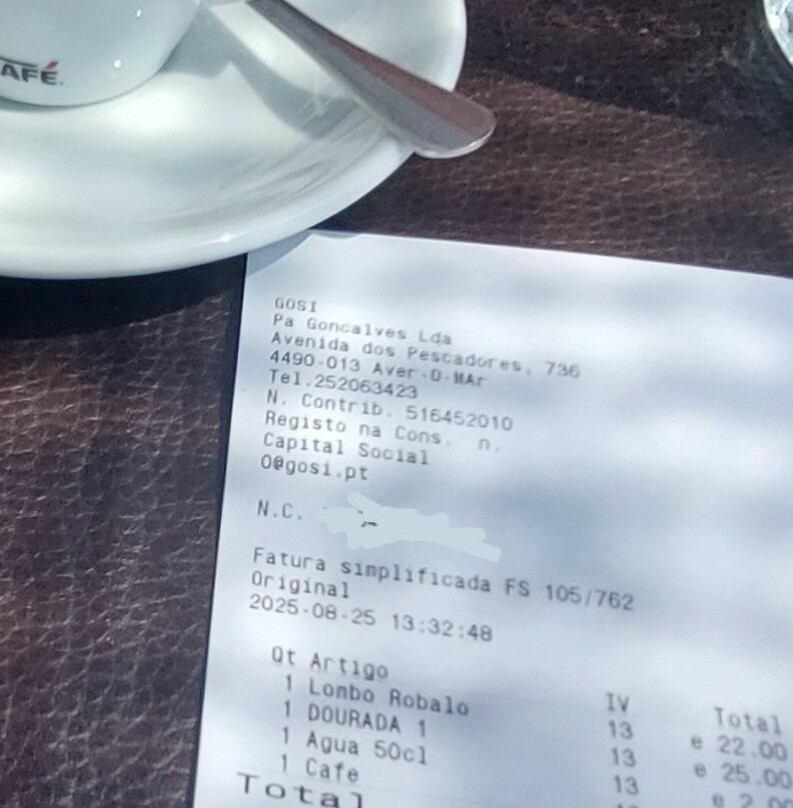 AFÉ.
GOSI
Pa Goncalves Lda
Avenida dos Pescadores, 736
4490-013 Aver-O-MAr
Tel.252063423
N. Contrib. 516452010
Registo na Cons. n.
Capital Social
O@gosi.pt
N.C.
Fatura simplificada FS 105/762
Original
2025-08-25 13:32:48
Qt Artigo IV Total
1 Lombo Robalo 13 e 22.00
1 DOURADA 1 13 e 25.00
1 Agua 50cl 13 e
1 Cafe
Total